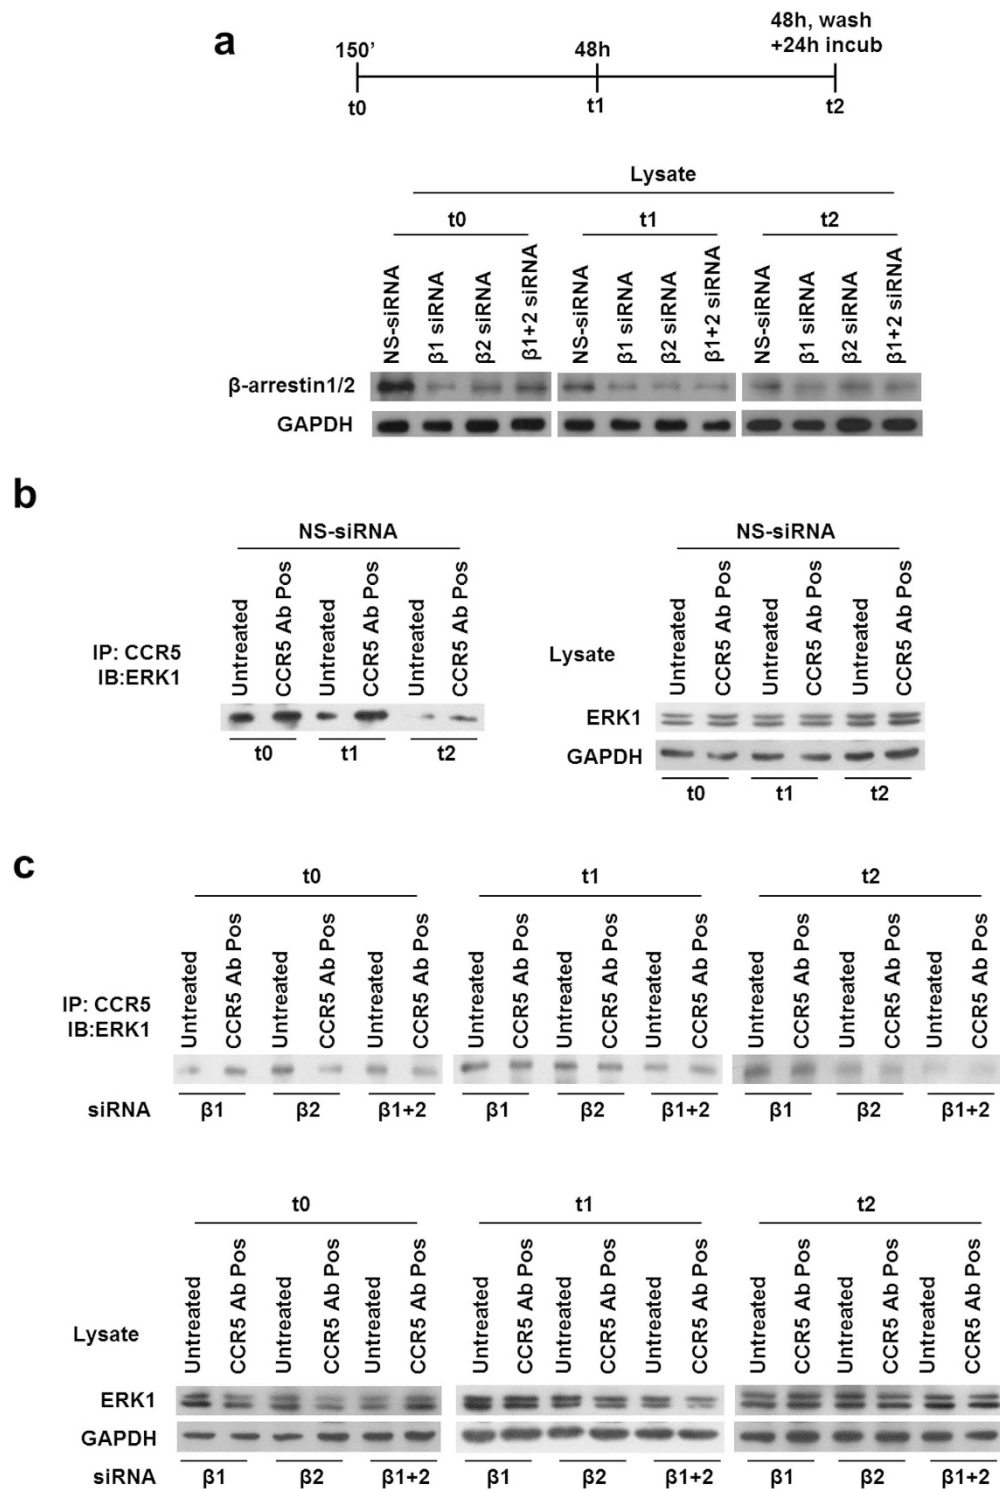 a
48h, wash
150’ 48h +24h incub
t0 t1 t2
Lysate
t0 t1 t2
NS-siRNA β1 siRNA β2 siRNA β1+2 siRNA NS-siRNA β1 siRNA β2 siRNA β1+2 siRNA NS-siRNA β1 siRNA β2 siRNA β1+2 siRNA
β-arrestin1/2
GAPDH
b
NS-siRNA
Untreated CCR5 Ab Pos Untreated CCR5 Ab Pos Untreated CCR5 Ab Pos
IP: CCR5
IB:ERK1
t0 t1 t2
NS-siRNA
Untreated CCR5 Ab Pos Untreated CCR5 Ab Pos Untreated CCR5 Ab Pos
Lysate
ERK1
GAPDH
t0 t1 t2
c
t0 t1 t2
Untreated CCR5 Ab Pos Untreated CCR5 Ab Pos Untreated CCR5 Ab Pos Untreated CCR5 Ab Pos Untreated CCR5 Ab Pos Untreated CCR5 Ab Pos Untreated CCR5 Ab Pos Untreated CCR5 Ab Pos Untreated CCR5 Ab Pos
IP: CCR5
IB:ERK1
siRNA β1 β2 β1+2 β1 β2 β1+2 β1 β2 β1+2
t0 t1 t2
Untreated CCR5 Ab Pos Untreated CCR5 Ab Pos Untreated CCR5 Ab Pos Untreated CCR5 Ab Pos Untreated CCR5 Ab Pos Untreated CCR5 Ab Pos Untreated CCR5 Ab Pos Untreated CCR5 Ab Pos Untreated CCR5 Ab Pos
Lysate
ERK1
GAPDH
siRNA β1 β2 β1+2 β1 β2 β1+2 β1 β2 β1+2